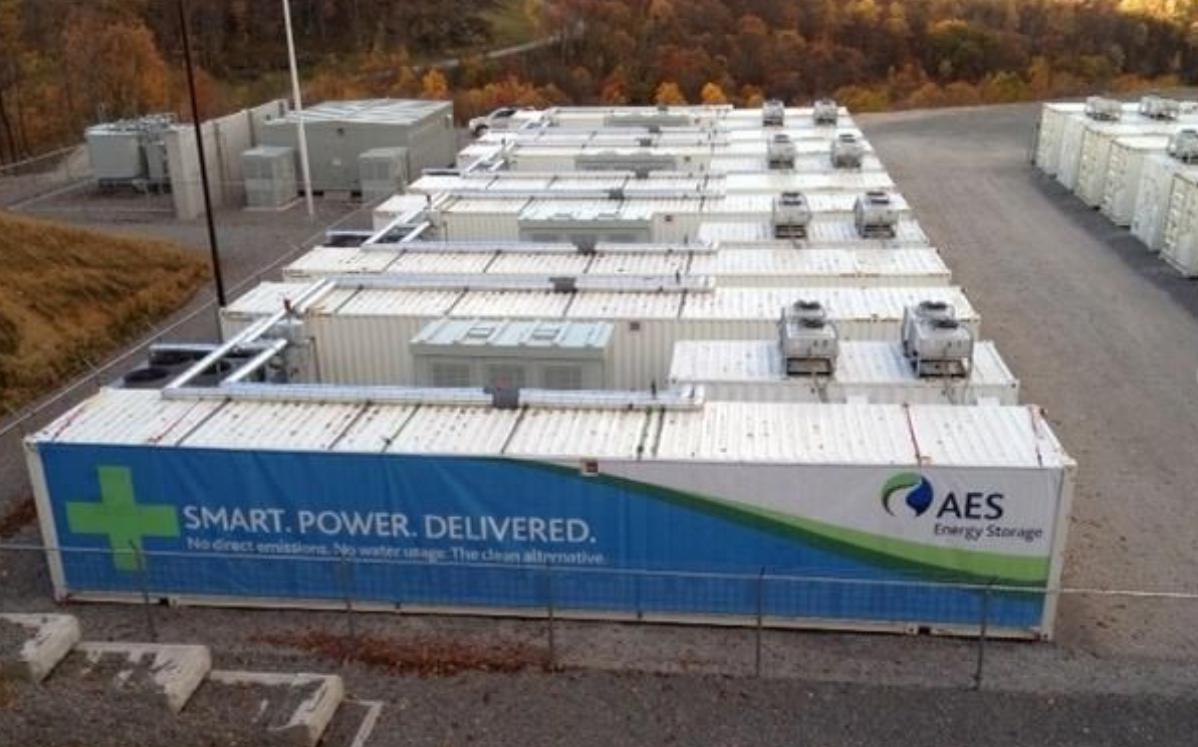 SMART. POWER. DELIVERED.
No direct emissions. No water usage. The clean alternative.
AES
Energy Storage